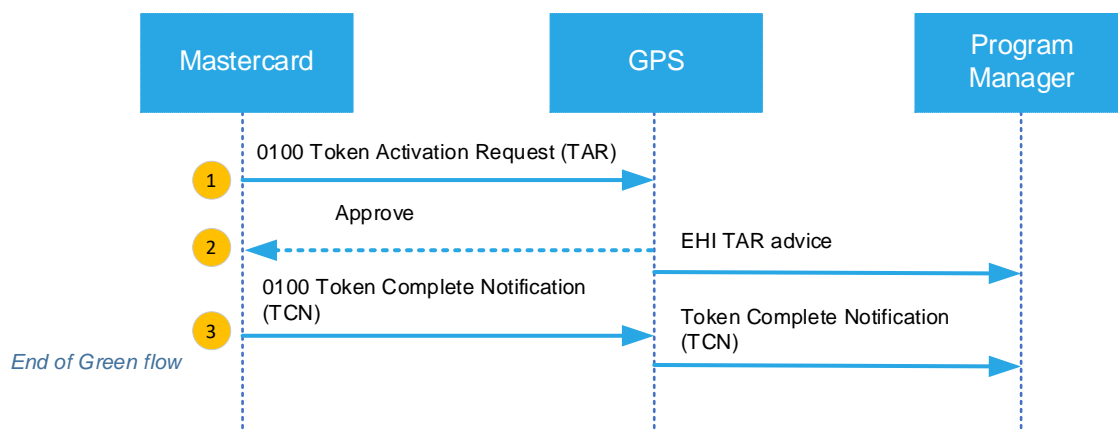 Mastercard
GPS
Program
Manager
0100 Token Activation Request (TAR)
1
Approve
2
EHI TAR advice
0100 Token Complete Notification
(TCN)
3
Token Complete Notification
(TCN)
End of Green flow